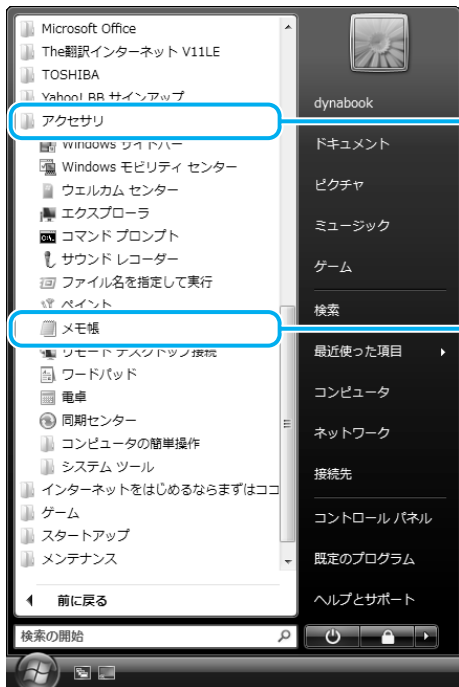 Microsoft Office
The翻訳インターネット V11LE
TOSHIBA
Yahoo! BB サインアップ
アクセサリ
Windows サイドバー
Windows モビリティ センター
ウェルカム センター
エクスプローラ
コマンド プロンプト
サウンド レコーダー
ファイル名を指定して実行
ペイント
メモ帳
リモート デスクトップ接続
ワードパッド
電卓
同期センター
コンピュータの簡単操作
システム ツール
インターネットをはじめるならまずはココ
ゲーム
スタートアップ
メンテナンス
前に戻る
検索の開始
dynabook
ドキュメント
ピクチャ
ミュージック
ゲーム
検索
最近使った項目
コンピュータ
ネットワーク
接続先
コントロール パネル
既定のプログラム
ヘルプとサポート